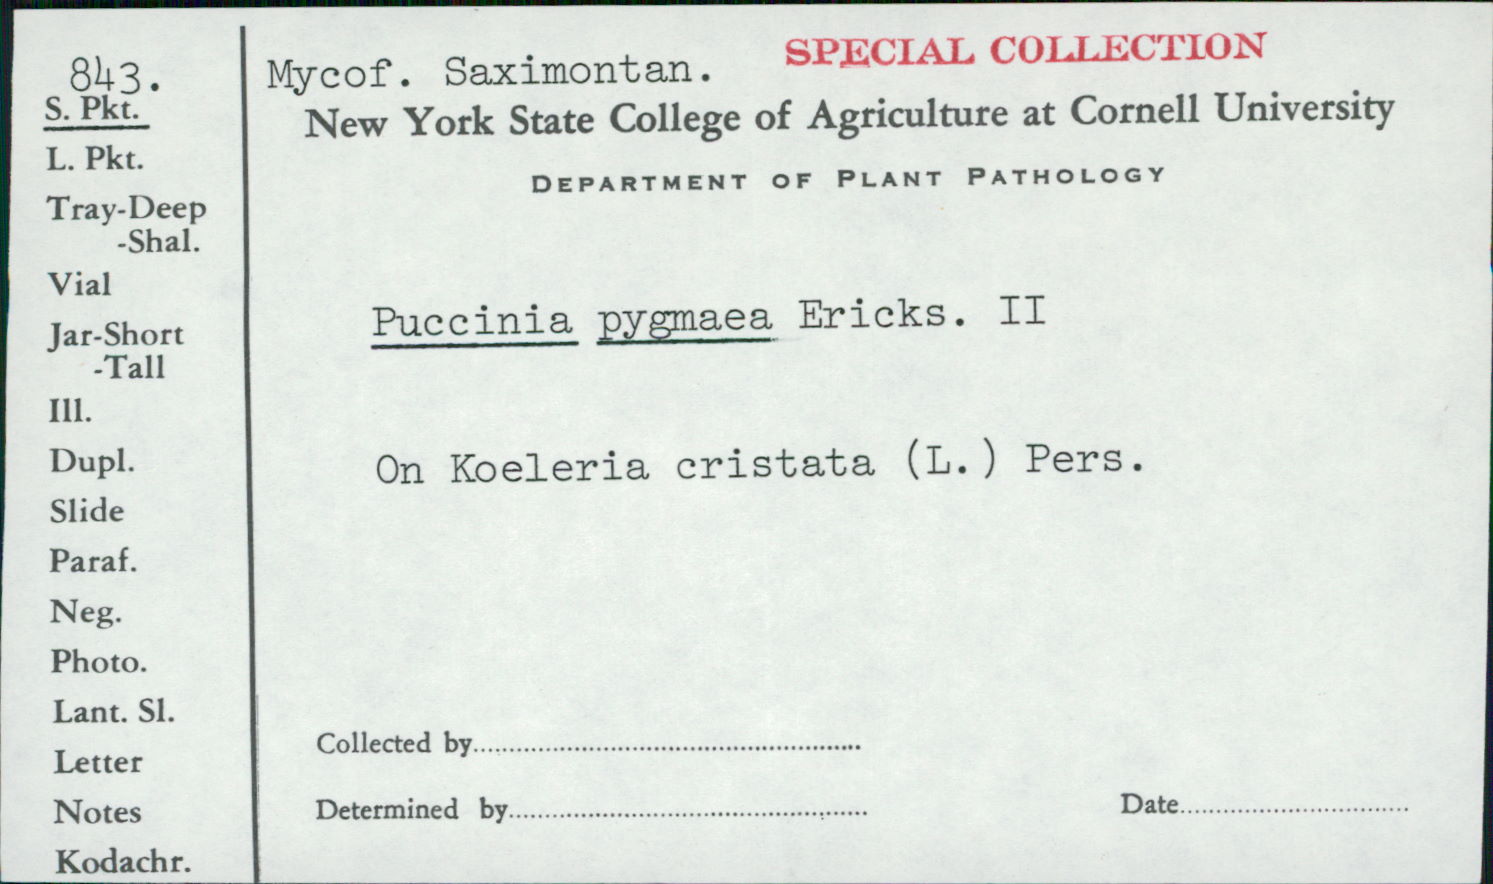 843.
S. Pkt.
L. Pkt.
Tray-Deep
-Shal.
Vial
Jar-Short
-Tall
Ill.
Dupl.
Slide
Paraf.
Neg.
Photo.
Lant. Sl.
Letter
Notes
Kodachr.
SPECIAL COLLECTION
Mycof. Saximontan.
New York State College of Agriculture at Cornell University
DEPARTMENT OF PLANT PATHOLOGY
Puccinia pygmaea Ericks. II
On Koeleria cristata (L.) Pers.
Collected by
Determined by
Date